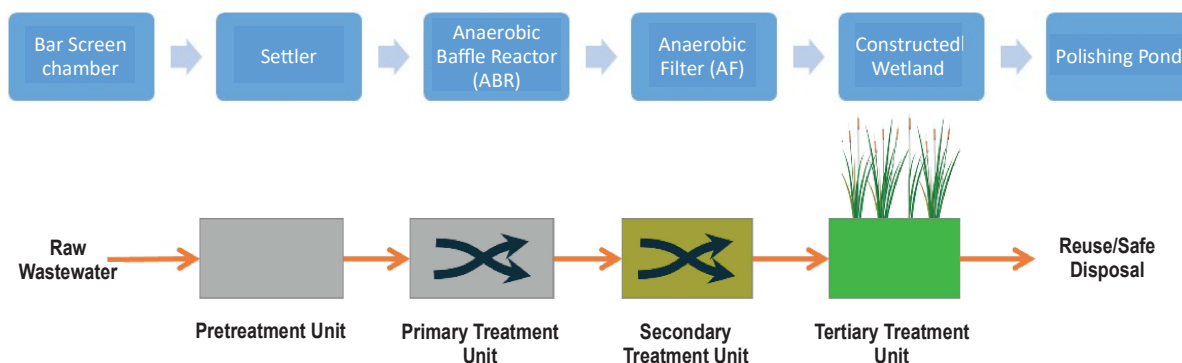 Bar Screen
chamber
Settler
Anaerobic
Baffle Reactor
(ABR)
Anaerobic
Filter (AF)
Constructed
Wetland
Polishing Pond
Raw
Wastewater
Reuse/Safe
Disposal
Pretreatment Unit
Primary Treatment
Unit
Secondary
Treatment Unit
Tertiary Treatment
Unit